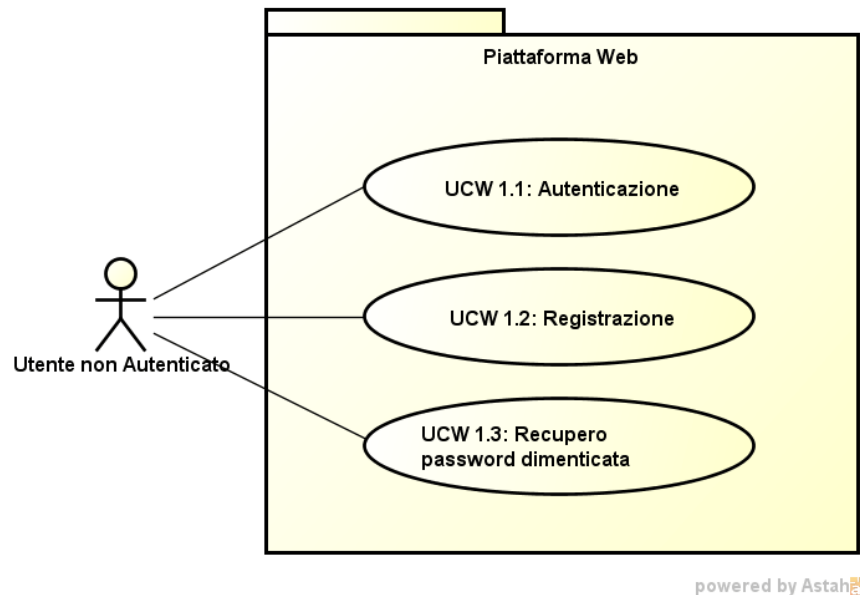 Piattaforma Web
UCW 1.1: Autenticazione
UCW 1.2: Registrazione
Utente non Autenticato
UCW 1.3: Recupero
password dimenticata
powered by Astah